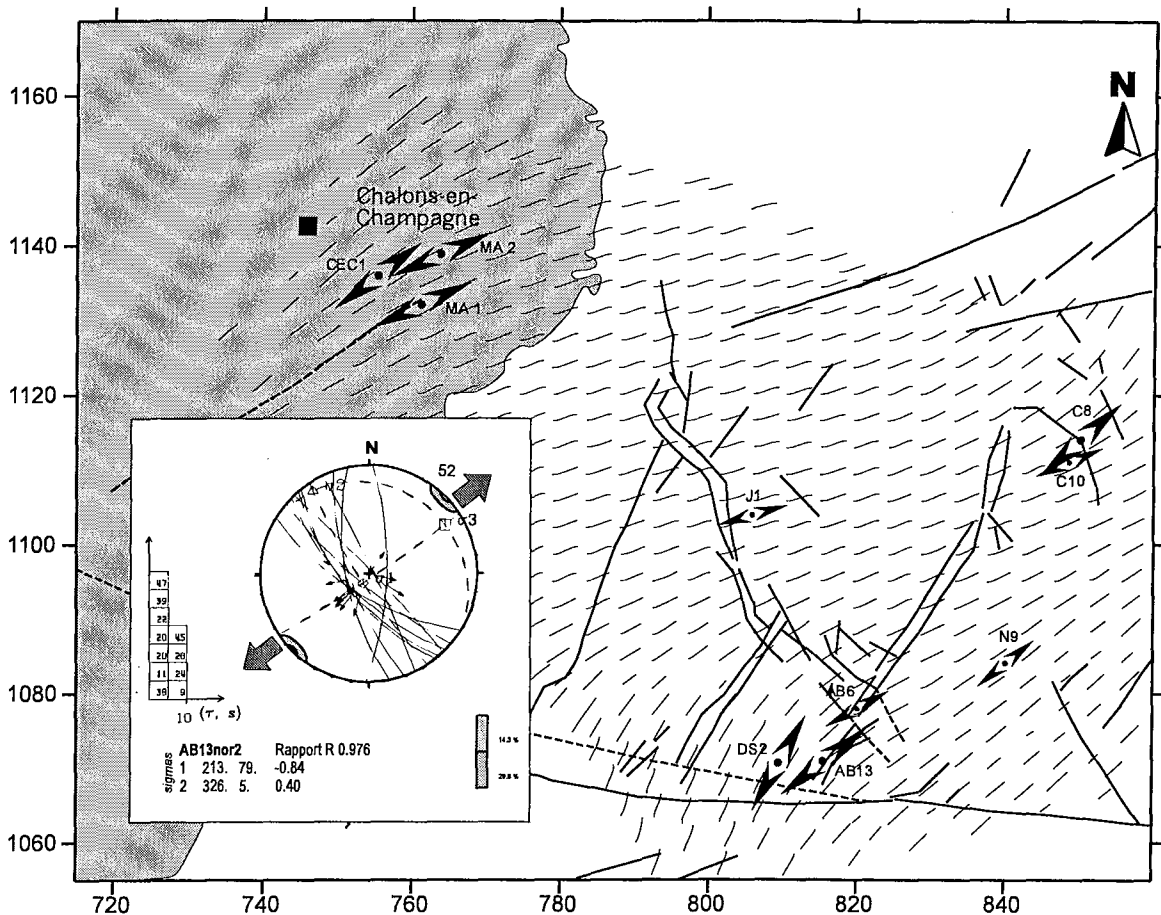 N
1160
1140
1120
1100
1080
1060
Chalons-en-
Champagne
CEC1
MA 2
MA 1
C8
C10
J1
N9
AB6
DS2
AB13
N
52
47
39
22
20 45
20 28
11 24
38 9
10 (τ, s)
14.3 %
sigmas
AB13nor2 Rapport R 0.976
1 213. 79. -0.84
2 326. 5. 0.40
720 740 760 780 800 820 840